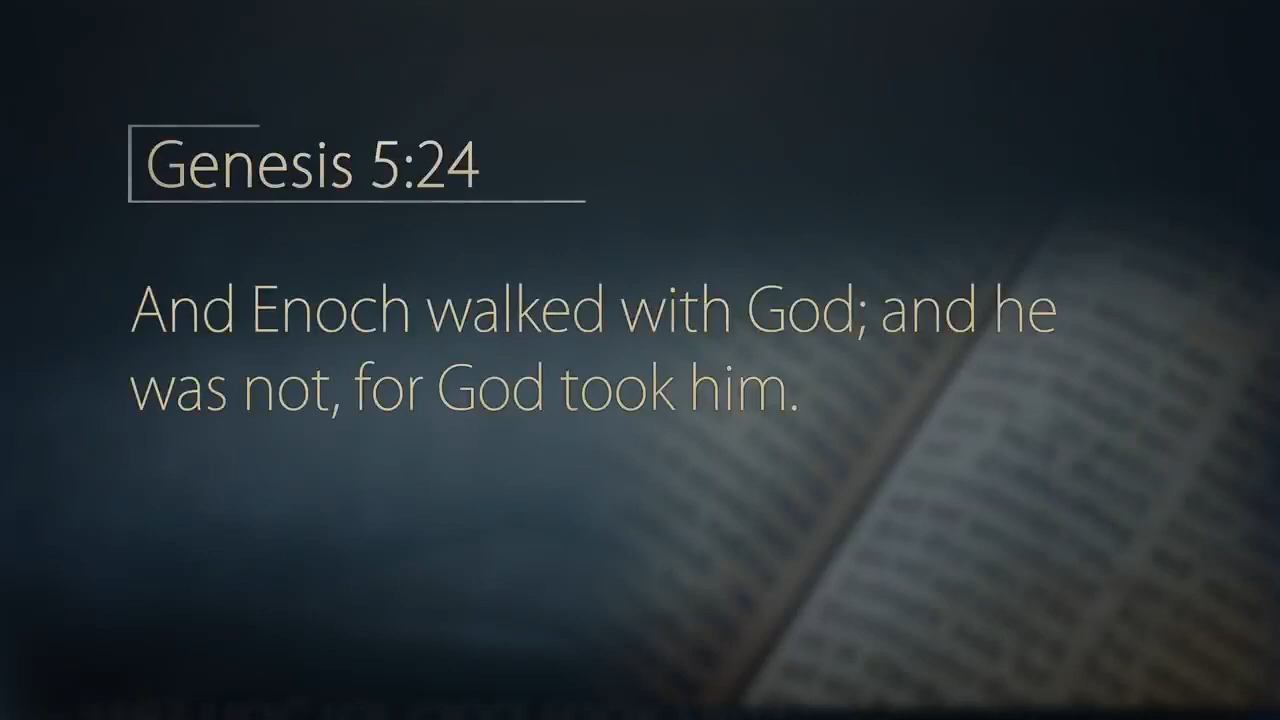 Genesis 5:24
And Enoch walked with God; and he
was not, for God took him.